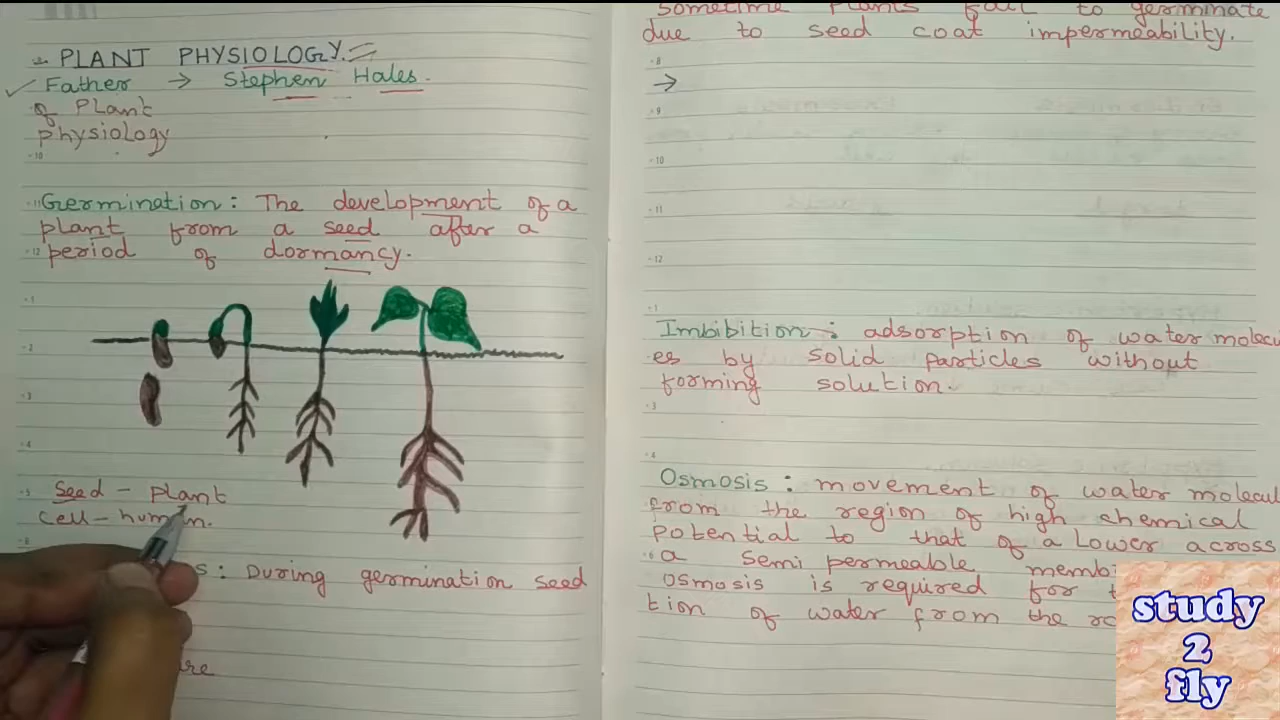 PLANT PHYSIOLOGY.
Father → Stephen Hales.
of Plant
physiology
Germination: The development of a
plant from a seed after a
period of dormancy.
Seed - plant
cell - human.
: During germination seed
sometime plants fail to germinate
due to seed coat impermeability.
→
Imbibition: adsorption of water molecu
es by solid particles without
forming solution.
Osmosis: movement of water molecul
from the region of high chemical
potential to that of a lower across
a semi permeable
osmosis is required for
tion of water from the
study
2
fly